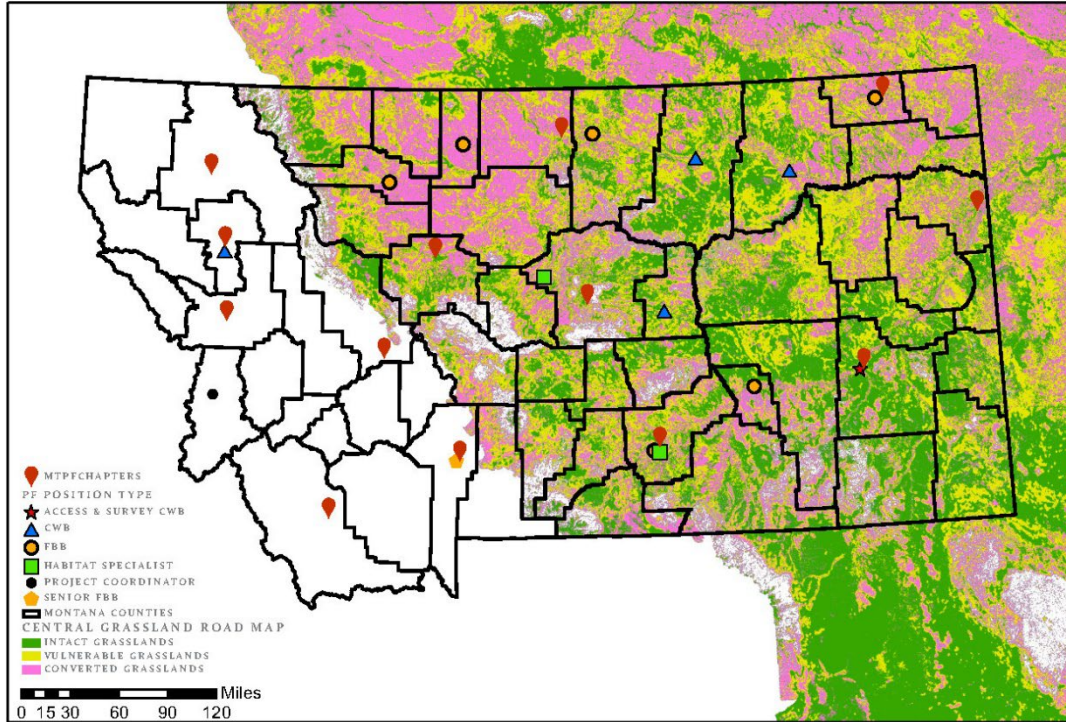 MTPFCHAPTERS
PF POSITION TYPE
ACCESS & SURVEY CWB
CWB
FBB
HABITAT SPECIALIST
PROJECT COORDINATOR
SENIOR FBB
MONTANA COUNTIES
CENTRAL GRASSLAND ROAD MAP
INTACT GRASSLANDS
VULNERABLE GRASSLANDS
CONVERTED GRASSLANDS
Miles
0 15 30 60 90 120